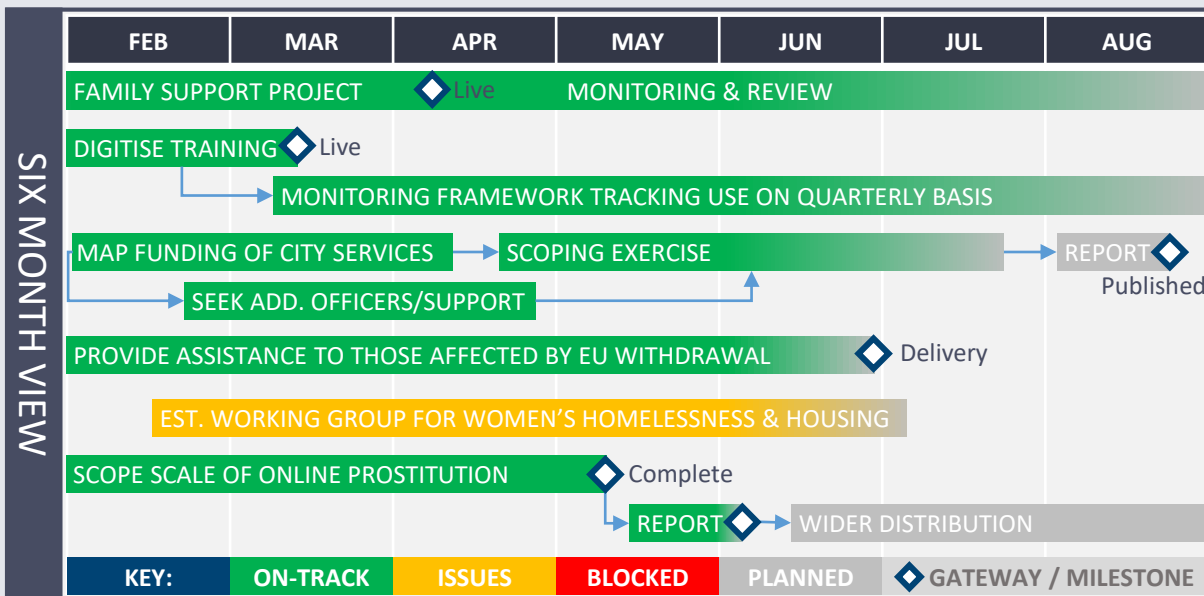 SIX MONTH VIEW
FEB MAR APR MAY JUN JUL AUG
FAMILY SUPPORT PROJECT Live MONITORING & REVIEW
DIGITISE TRAINING Live
MONITORING FRAMEWORK TRACKING USE ON QUARTERLY BASIS
MAP FUNDING OF CITY SERVICES SCOPING EXERCISE REPORT
Published
SEEK ADD. OFFICERS/SUPPORT
PROVIDE ASSISTANCE TO THOSE AFFECTED BY EU WITHDRAWAL Delivery
EST. WORKING GROUP FOR WOMEN’S HOMELESSNESS & HOUSING
SCOPE SCALE OF ONLINE PROSTITUTION Complete
REPORT WIDER DISTRIBUTION
KEY: ON-TRACK ISSUES BLOCKED PLANNED GATEWAY / MILESTONE